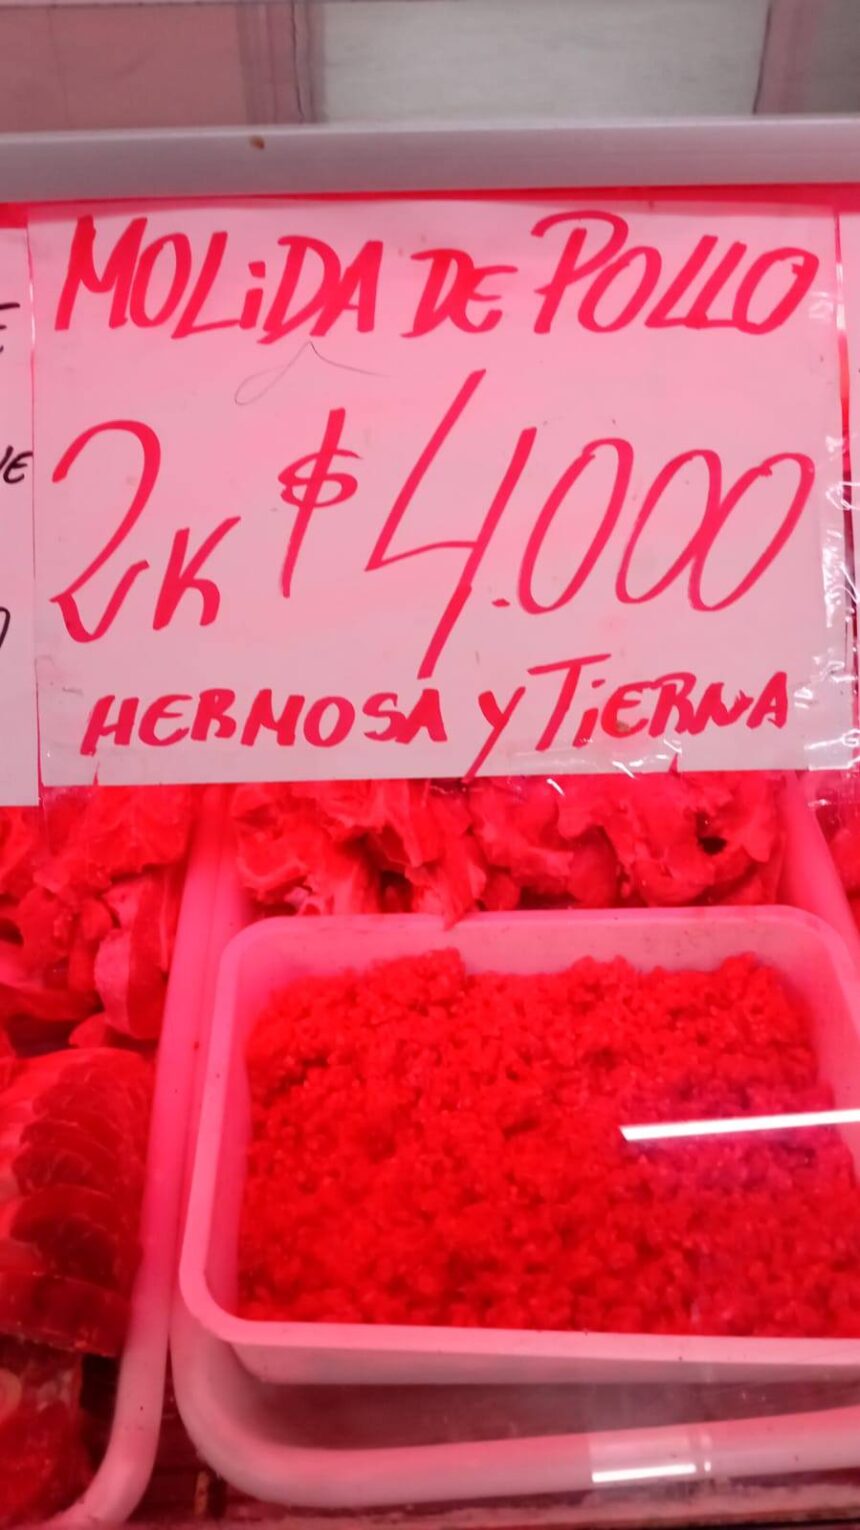 MOLiDA DE POLLO
2K $4.000
HERMOSA y TiERNA